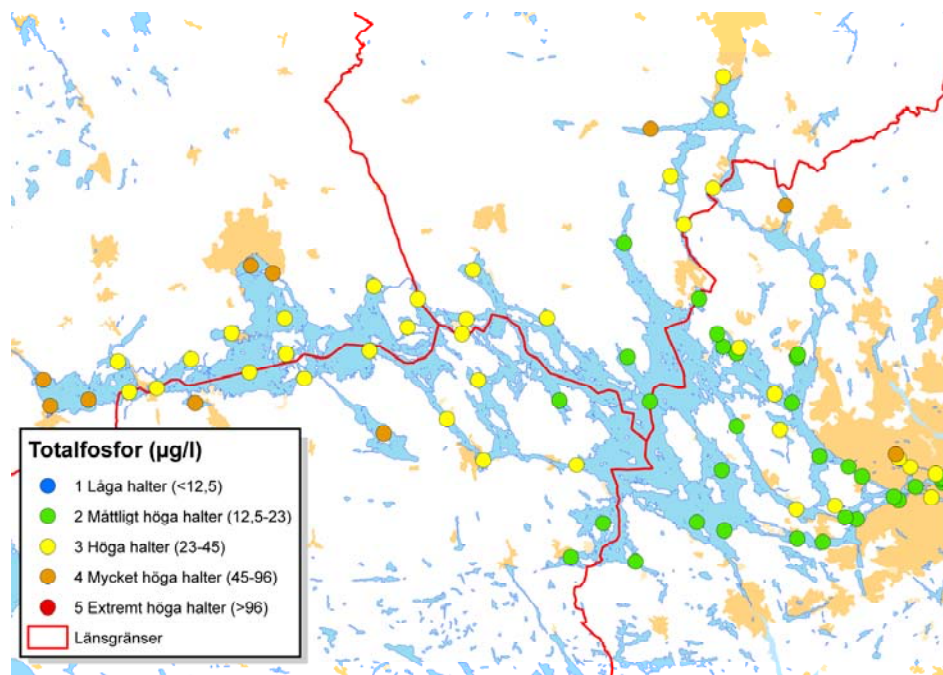 Totalfosfor (µg/l)
1 Låga halter (<12,5)
2 Måttligt höga halter (12,5-23)
3 Höga halter (23-45)
4 Mycket höga halter (45-96)
5 Extremt höga halter (>96)
Länsgränser